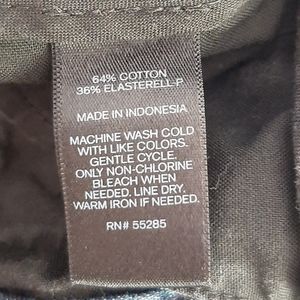 64% COTTON
36% ELASTERELL-P
MADE IN INDONESIA
MACHINE WASH COLD
WITH LIKE COLORS.
GENTLE CYCLE.
ONLY NON-CHLORINE
BLEACH WHEN
NEEDED. LINE DRY.
WARM IRON IF NEEDED.
RN# 55285